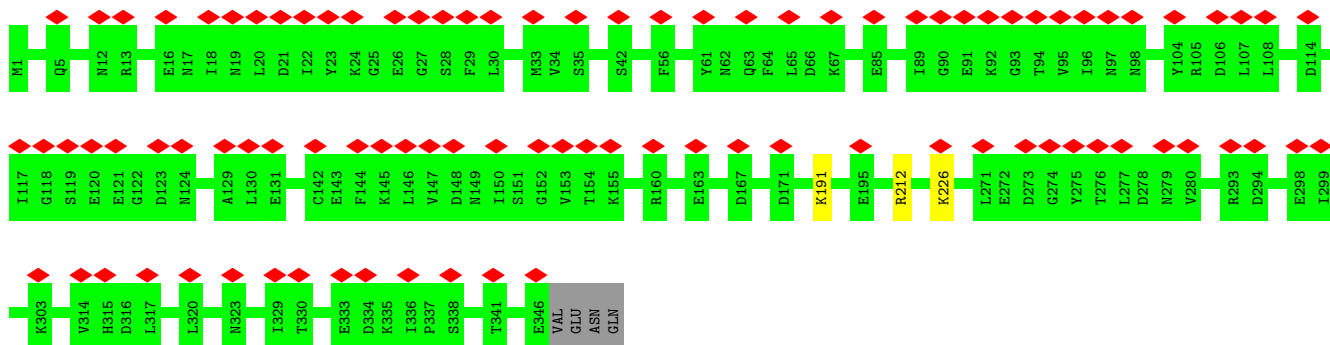 M1 Q5 N12 R13 E16 N17 I18 N19 L20 D21 I22 Y23 K24 G25 E26 G27 S28 F29 L30 M33 V34 S35 S42 F56 Y61 N62 Q63 F64 L65 D66 K67 E85 I89 G90 E91 K92 G93 T94 V95 I96 N97 N98 Y104 R105 D106 L107 L108 D114
I117 G118 S119 E120 E121 G122 D123 N124 A129 L130 E131 C142 E143 F144 K145 L146 V147 D148 N149 I150 S151 G152 V153 T154 K155 R160 E163 D167 D171 K191 E195 R212 K226 L271 E272 D273 G274 Y275 T276 L277 D278 N279 V280 R293 D294 E298 I299
K303 V314 H315 D316 L317 L320 N323 I329 T330 E333 D334 K335 I336 P337 S338 T341 E346 VAL GLU ASN GLN